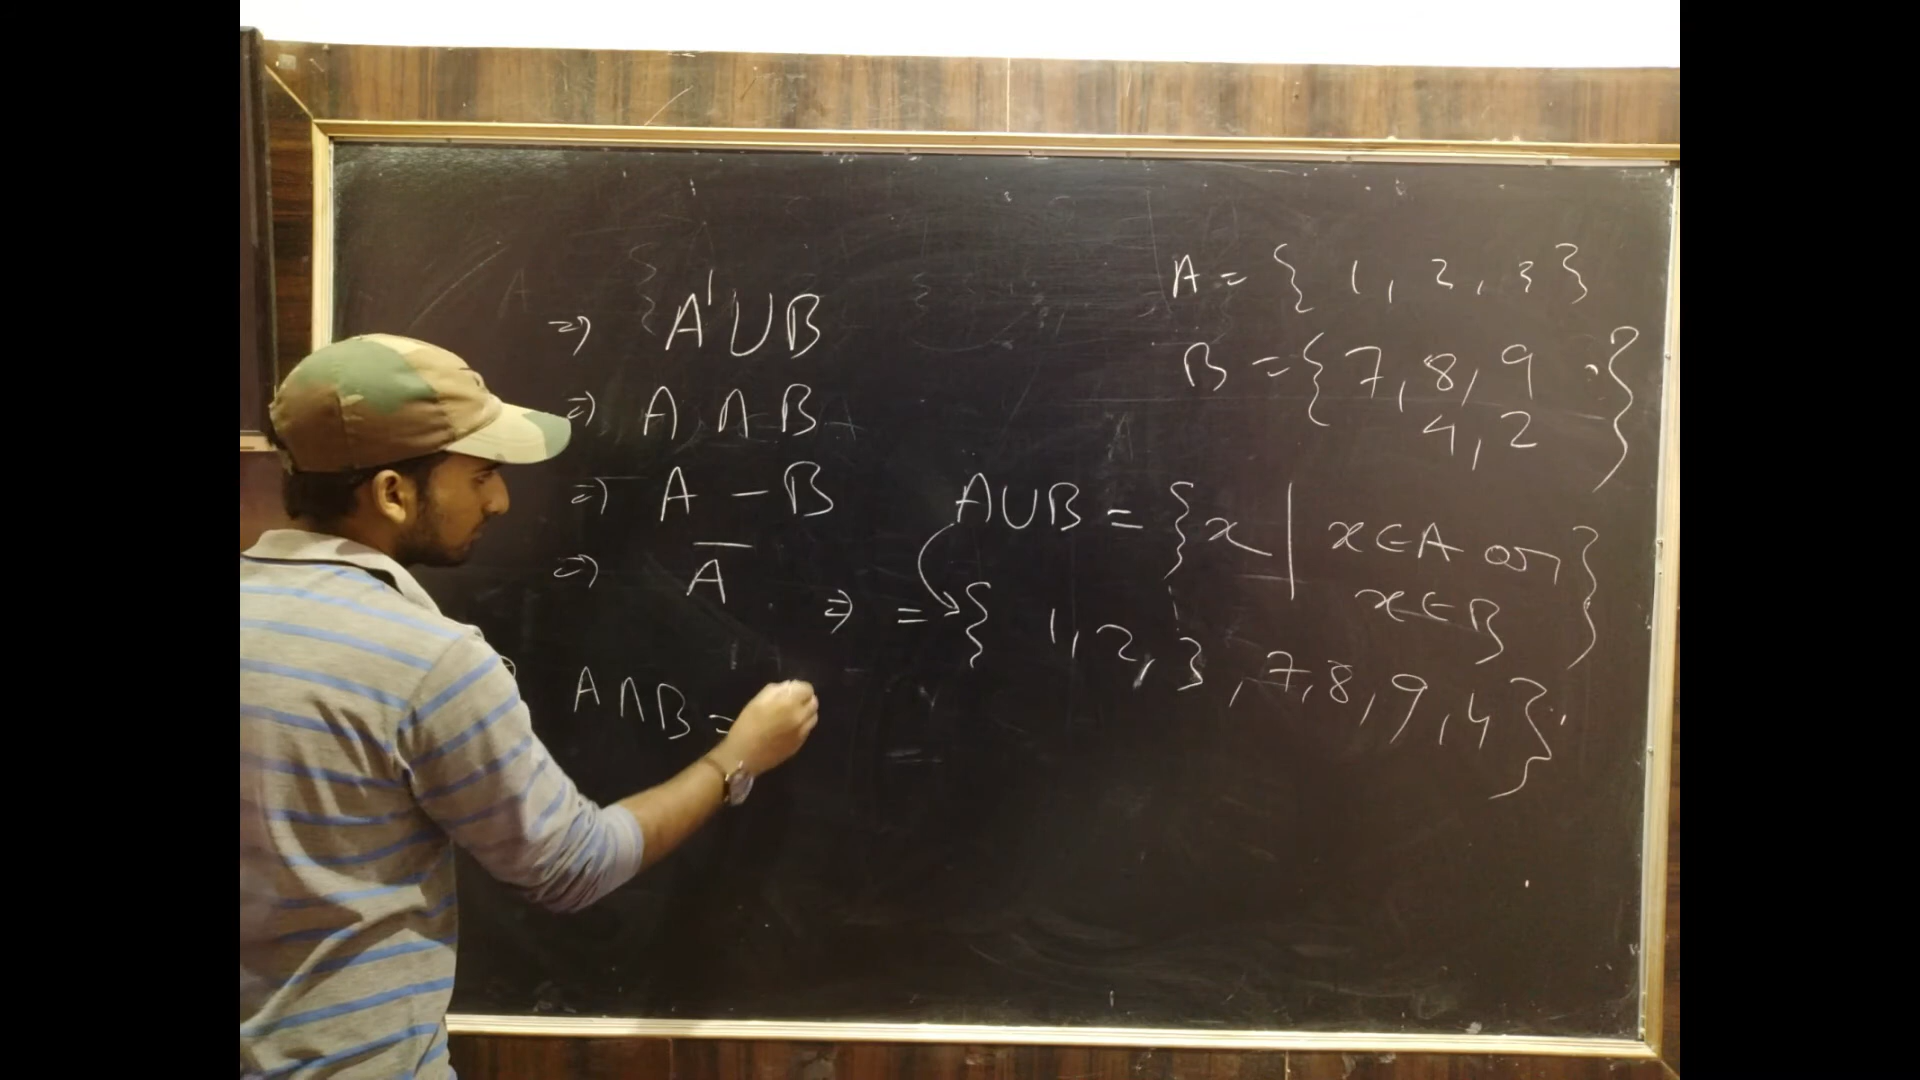 ⇒ A' ∪ B
⇒ A ∩ B
⇒ A − B
⇒ A̅
A ∩ B =
A = { 1, 2, 3 }
B = { 7, 8, 9
4, 2 }
A ∪ B = { x | x ∈ A or
x ∈ B }
⇒ = { 1, 2, 3, 7, 8, 9, 4 }.